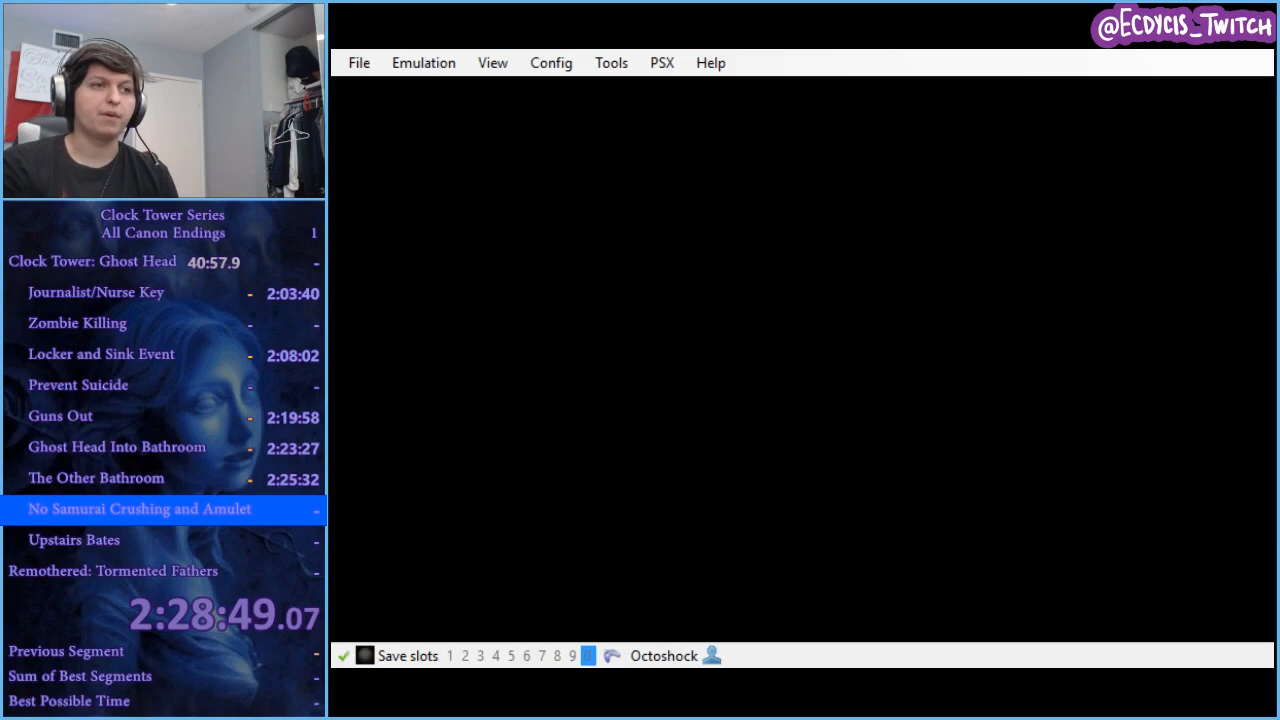 @Ecdycis_Twitch
File Emulation View Config Tools PSX Help
Clock Tower Series
All Canon Endings 1
Clock Tower: Ghost Head 40:57.9 -
Journalist/Nurse Key - 2:03:40
Zombie Killing - -
Locker and Sink Event - 2:08:02
Prevent Suicide - -
Guns Out - 2:19:58
Ghost Head Into Bathroom - 2:23:27
The Other Bathroom - 2:25:32
No Samurai Crushing and Amulet -
Upstairs Bates -
Remothered: Tormented Fathers -
2:28:49.07
Previous Segment -
Sum of Best Segments -
Best Possible Time -
Save slots 1 2 3 4 5 6 7 8 9 0 Octoshock